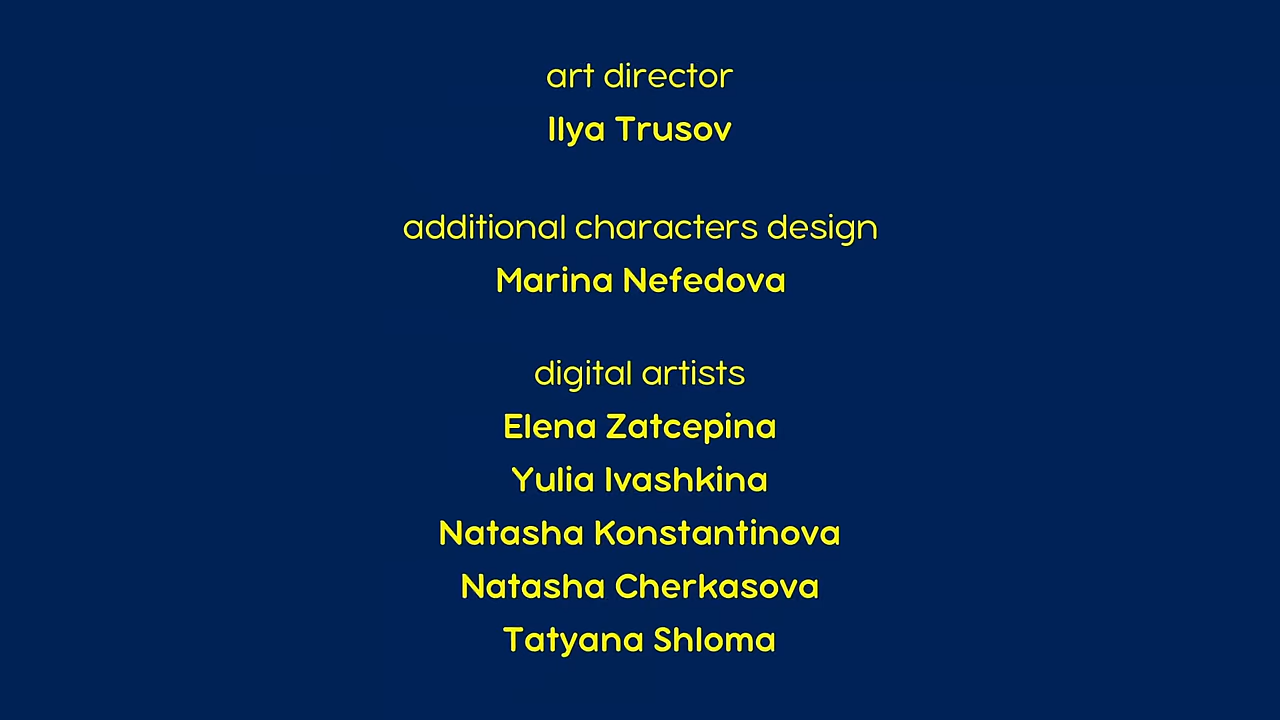 art director
Ilya Trusov
additional characters design
Marina Nefedova
digital artists
Elena Zatcepina
Yulia Ivashkina
Natasha Konstantinova
Natasha Cherkasova
Tatyana Shloma